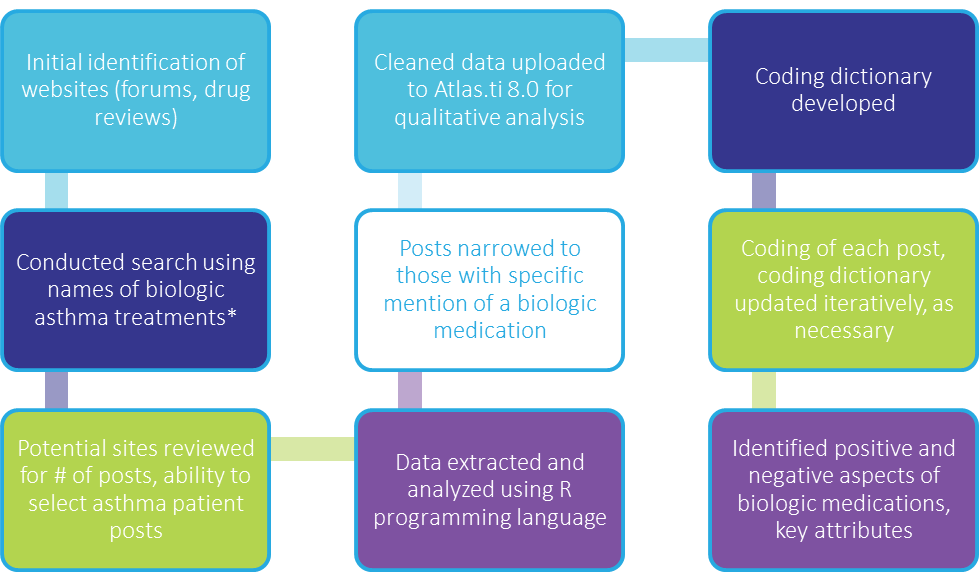 Initial identification of
websites (forums, drug
reviews)
Conducted search using
names of biologic
asthma treatments*
Potential sites reviewed
for # of posts, ability to
select asthma patient
posts
Data extracted and
analyzed using R
programming language
Posts narrowed to
those with specific
mention of a biologic
medication
Cleaned data uploaded
to Atlas.ti 8.0 for
qualitative analysis
Coding dictionary
developed
Coding of each post,
coding dictionary
updated iteratively, as
necessary
Identified positive and
negative aspects of
biologic medications,
key attributes